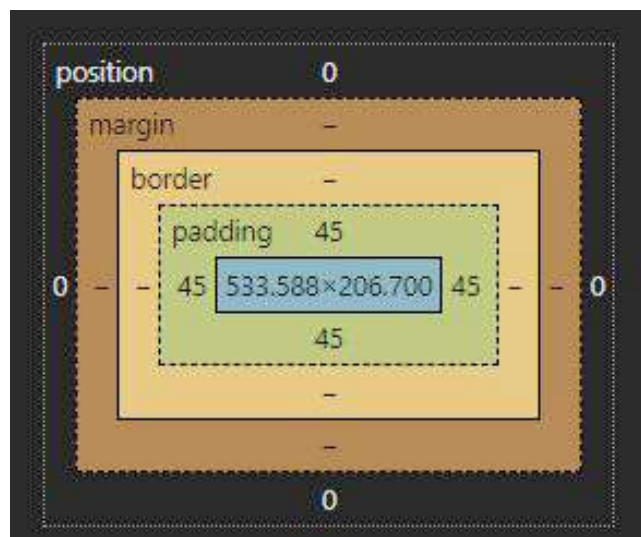 position 0
margin –
border –
padding 45
0 – – 45 533.588×206.700 45 – – 0
45
–
–
0